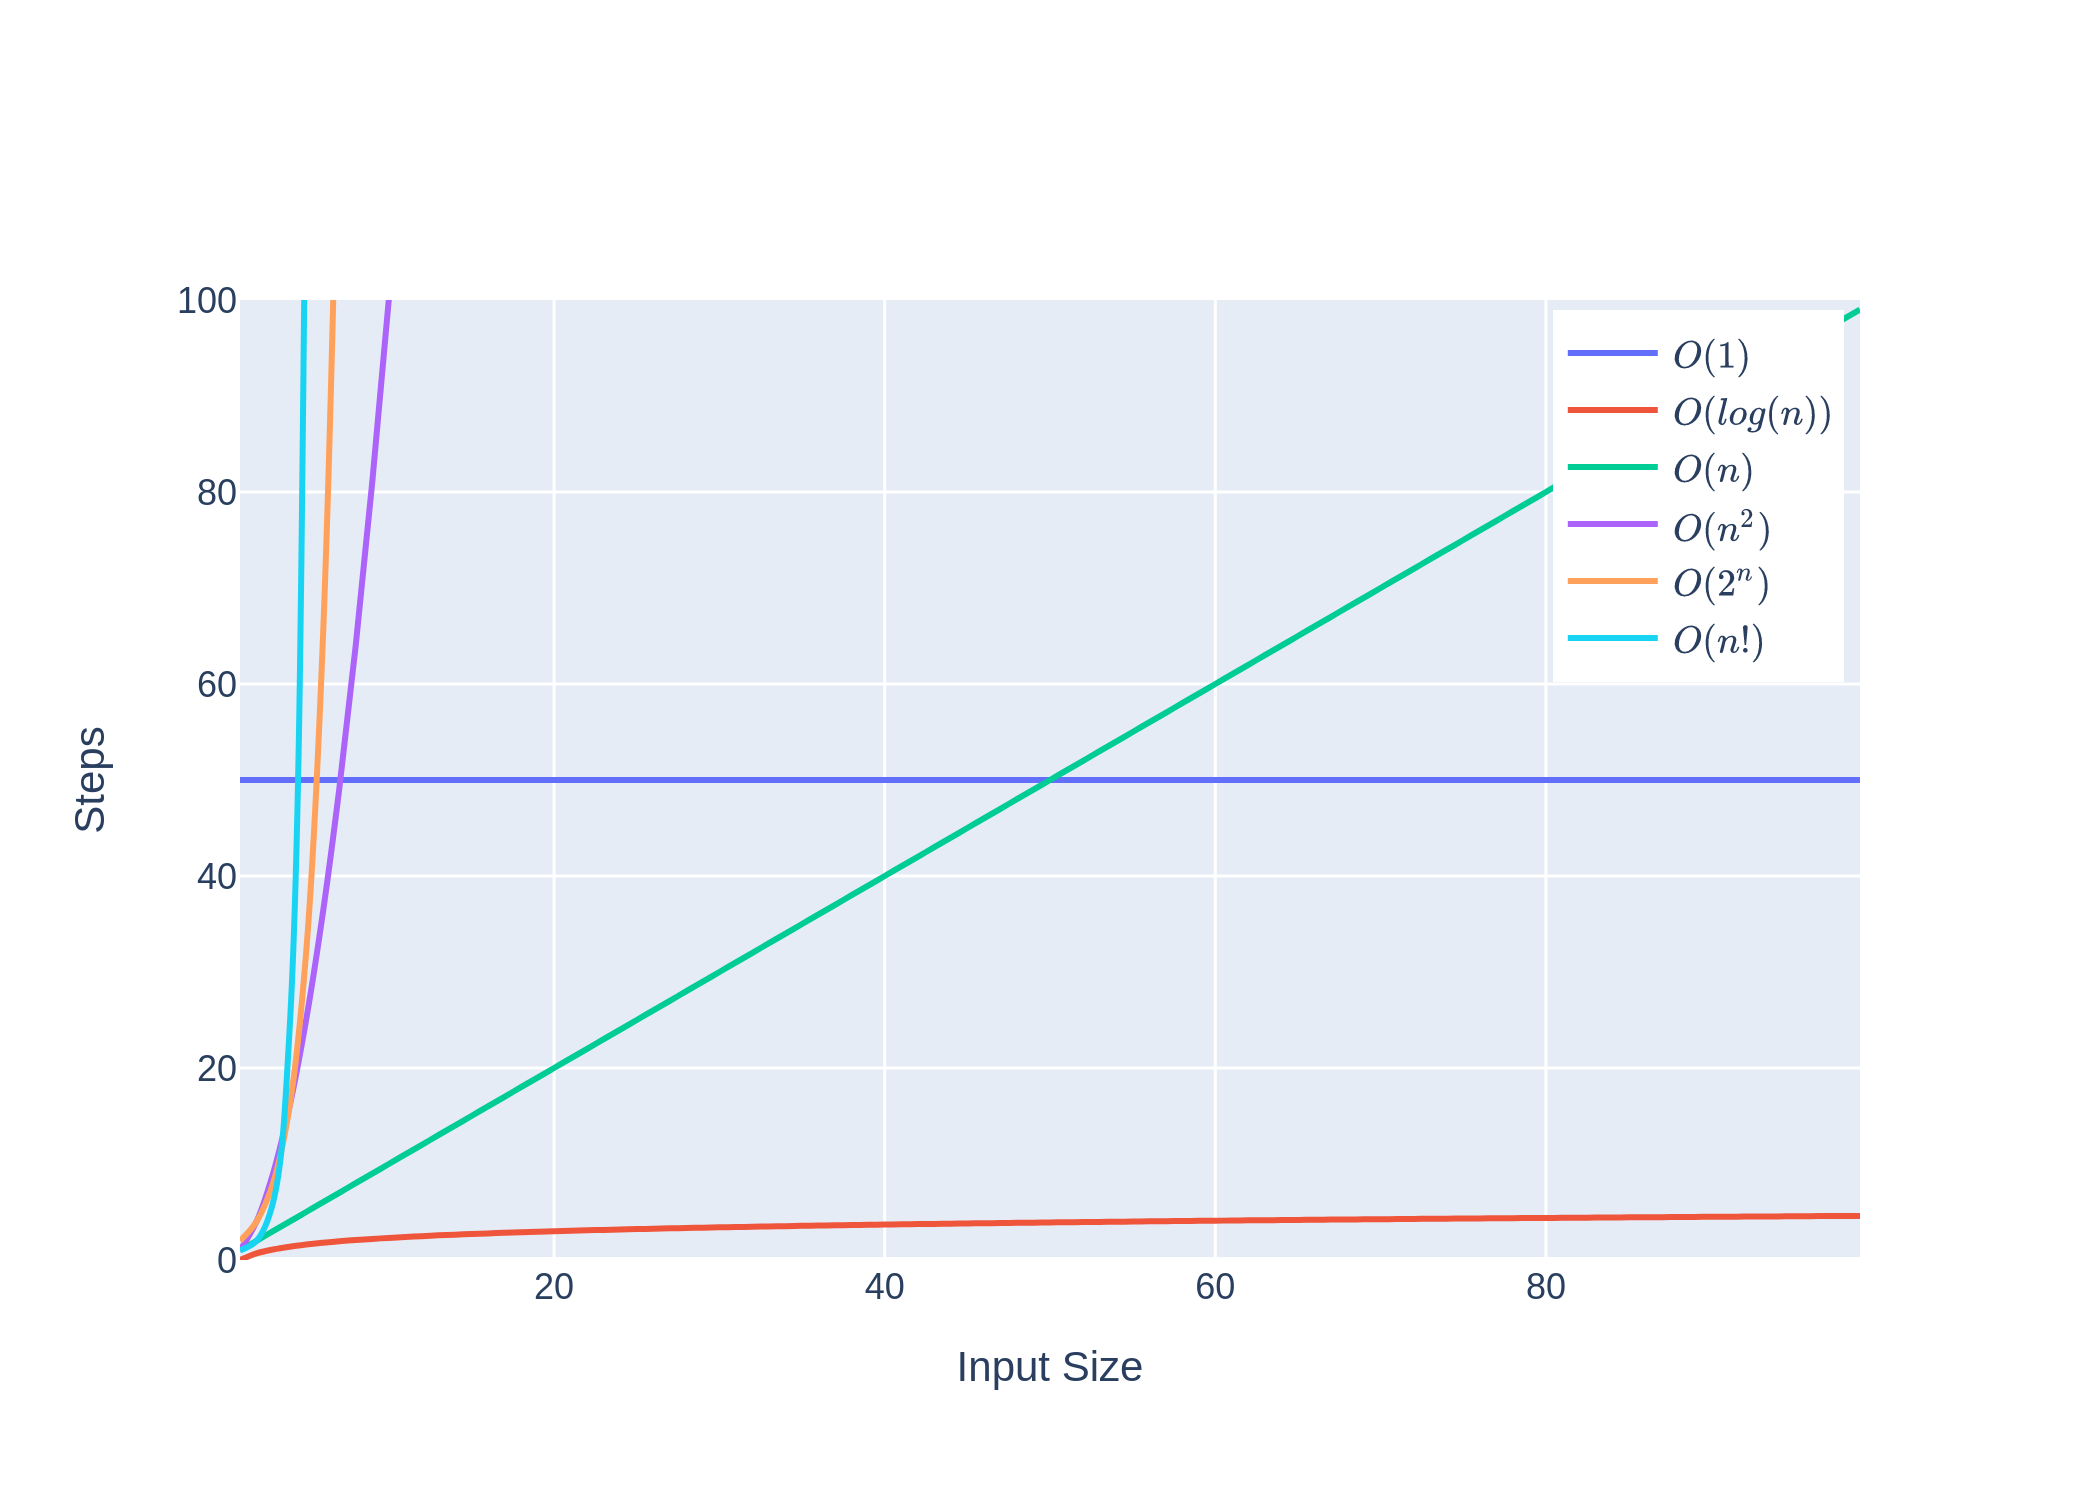 100
80
60
40
20
0
20 40 60 80
Steps
Input Size
O(1)
O(log(n))
O(n)
O(n²)
O(2ⁿ)
O(n!)